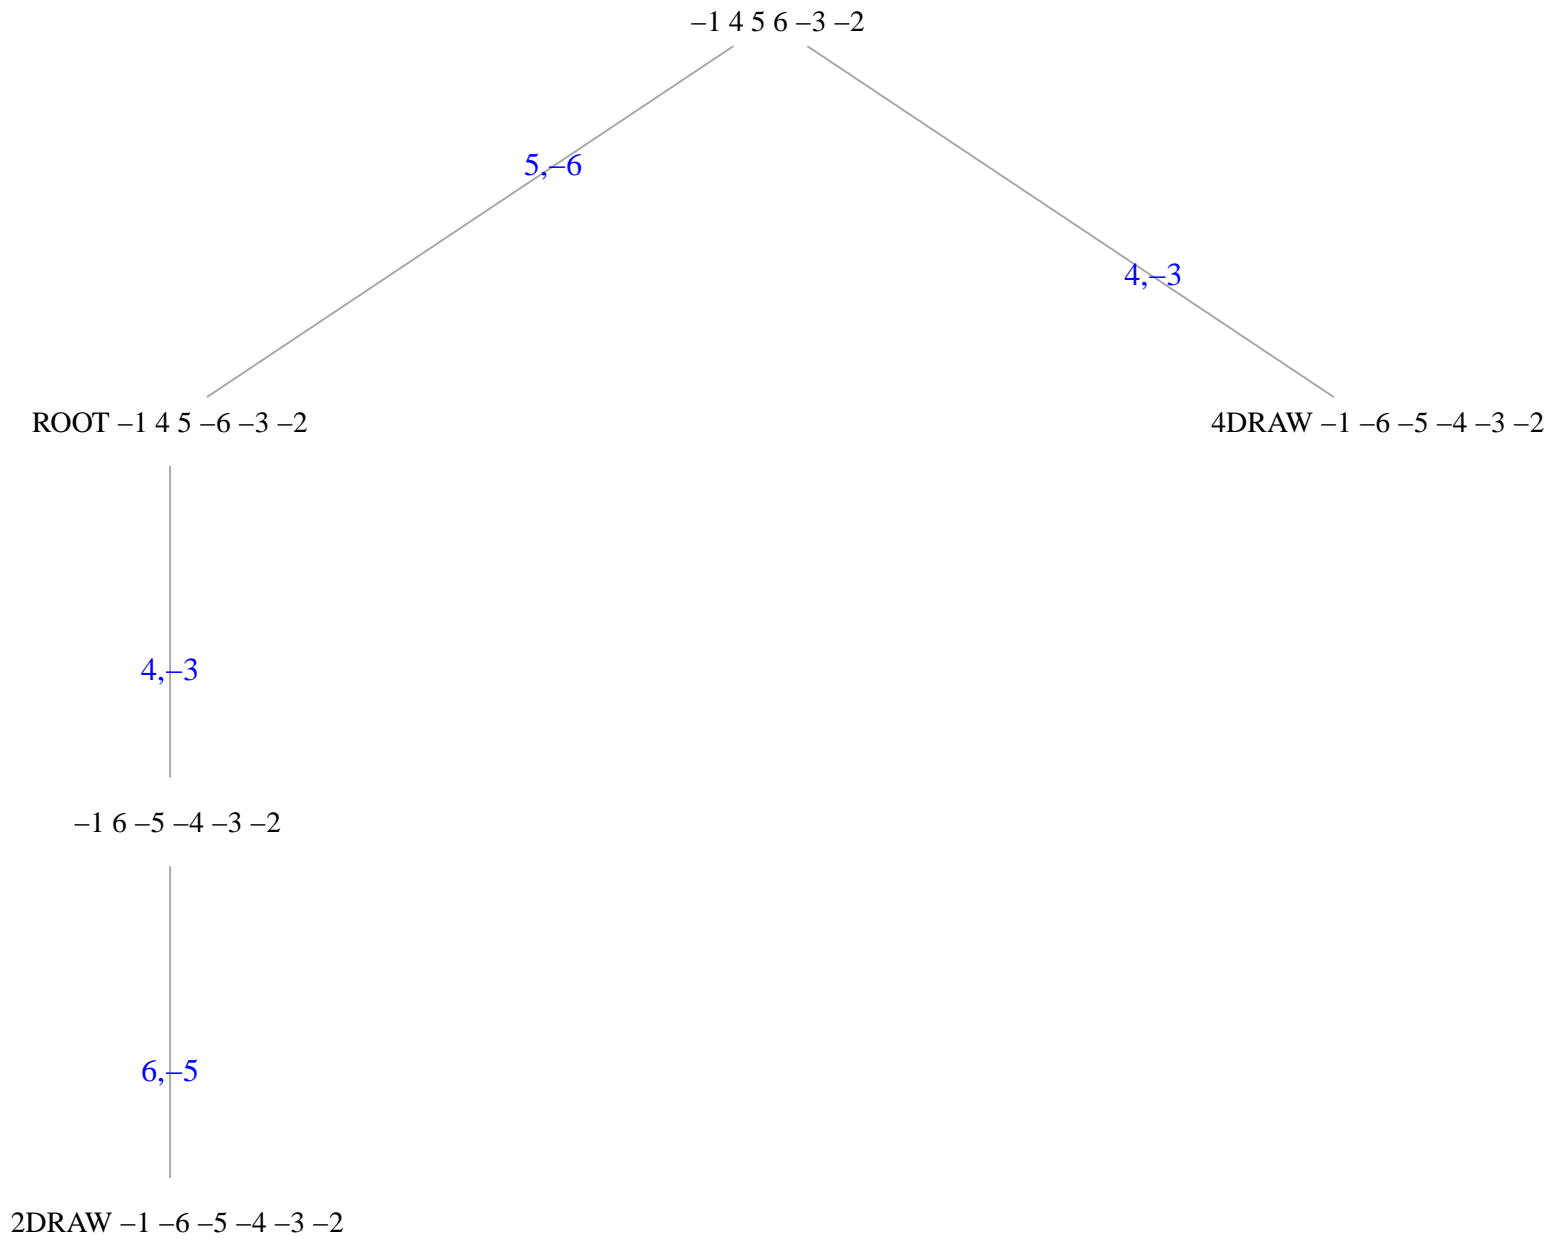 –1 4 5 6 –3 –2
5,–6
4,–3
ROOT –1 4 5 –6 –3 –2
4DRAW –1 –6 –5 –4 –3 –2
4,–3
–1 6 –5 –4 –3 –2
6,–5
2DRAW –1 –6 –5 –4 –3 –2